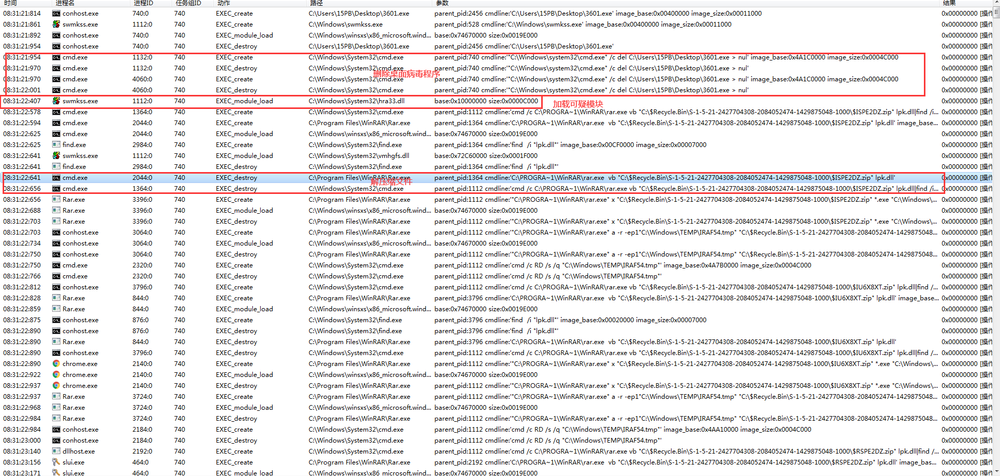 时间 进程名 进程ID 任务组ID 动作 路径 参数 结果
08:31:21:814 conhost.exe 740:0 740 EXEC_create C:\Users\15PB\Desktop\3601.exe parent_pid:2456 cmdline:'C:\Users\15PB\Desktop\3601.exe' image_base:0x00400000 image_size:0x00011000 0x00000000 [操作
08:31:21:861 swmkss.exe 1112:0 740 EXEC_create C:\Windows\swmkss.exe parent_pid:528 cmdline:'C:\Windows\swmkss.exe' image_base:0x00400000 image_size:0x00011000 0x00000000 [操作
08:31:21:892 conhost.exe 740:0 740 EXEC_module_load C:\Windows\winsxs\x86_microsoft.wind... base:0x74670000 size:0x0019E000 0x00000000 [操作
08:31:21:954 conhost.exe 740:0 740 EXEC_destroy C:\Users\15PB\Desktop\3601.exe parent_pid:2456 cmdline:'C:\Users\15PB\Desktop\3601.exe' 0x00000000 [操作
08:31:21:954 cmd.exe 1132:0 740 EXEC_create C:\Windows\System32\cmd.exe parent_pid:740 cmdline:'"C:\Windows\system32\cmd.exe" /c del C:\Users\15PB\Desktop\3601.exe > nul' image_base:0x4A1C0000 image_size:0x0004C000 0x00000000 [操作
08:31:21:970 cmd.exe 1132:0 740 EXEC_destroy C:\Windows\System32\cmd.exe parent_pid:740 cmdline:'"C:\Windows\system32\cmd.exe" /c del C:\Users\15PB\Desktop\3601.exe > nul' 0x00000000 [操作
删除桌面病毒程序
08:31:21:970 cmd.exe 4060:0 740 EXEC_create C:\Windows\System32\cmd.exe parent_pid:740 cmdline:'"C:\Windows\system32\cmd.exe" /c del C:\Users\15PB\Desktop\3601.exe > nul' image_base:0x4A1C0000 image_size:0x0004C000 0x00000000 [操作
08:31:22:001 cmd.exe 4060:0 740 EXEC_destroy C:\Windows\System32\cmd.exe parent_pid:740 cmdline:'"C:\Windows\system32\cmd.exe" /c del C:\Users\15PB\Desktop\3601.exe > nul' 0x00000000 [操作
08:31:22:407 swmkss.exe 1112:0 740 EXEC_module_load C:\Windows\System32\hra33.dll base:0x10000000 size:0x0000C000 0x00000000 [操作
加载可疑模块
08:31:22:578 cmd.exe 1364:0 740 EXEC_create C:\Windows\System32\cmd.exe parent_pid:1112 cmdline:'cmd /c C:\PROGRA~1\WinRAR\rar.exe vb "C:\$Recycle.Bin\S-1-5-21-2427704308-2084052474-1429875048-1000\$ISPE2DZ.zip" lpk.dll|find /i... 0x00000000 [操作
08:31:22:594 cmd.exe 2044:0 740 EXEC_create C:\Program Files\WinRAR\Rar.exe parent_pid:1364 cmdline:'C:\PROGRA~1\WinRAR\rar.exe  vb "C:\$Recycle.Bin\S-1-5-21-2427704308-2084052474-1429875048-1000\$ISPE2DZ.zip" lpk.dll' image_base... 0x00000000 [操作
08:31:22:625 cmd.exe 2044:0 740 EXEC_module_load C:\Windows\winsxs\x86_microsoft.wind... base:0x74670000 size:0x0019E000 0x00000000 [操作
08:31:22:625 find.exe 2984:0 740 EXEC_create C:\Windows\System32\find.exe parent_pid:1364 cmdline:'find  /i "lpk.dll"' image_base:0x00CF0000 image_size:0x00007000 0x00000000 [操作
08:31:22:641 swmkss.exe 1112:0 740 EXEC_module_load C:\Windows\System32\vmhgfs.dll base:0x72C60000 size:0x0001F000 0x00000000 [操作
08:31:22:641 find.exe 2984:0 740 EXEC_destroy C:\Windows\System32\find.exe parent_pid:1364 cmdline:'find  /i "lpk.dll"' 0x00000000 [操作
08:31:22:641 cmd.exe 2044:0 740 EXEC_destroy C:\Program Files\WinRAR\Rar.exe parent_pid:1364 cmdline:'C:\PROGRA~1\WinRAR\rar.exe  vb "C:\$Recycle.Bin\S-1-5-21-2427704308-2084052474-1429875048-1000\$ISPE2DZ.zip" lpk.dll' 0x00000000 [操作
解压缩文件
08:31:22:656 cmd.exe 1364:0 740 EXEC_destroy C:\Windows\System32\cmd.exe parent_pid:1112 cmdline:'cmd /c C:\PROGRA~1\WinRAR\rar.exe vb "C:\$Recycle.Bin\S-1-5-21-2427704308-2084052474-1429875048-1000\$ISPE2DZ.zip" lpk.dll|find /i... 0x00000000 [操作
08:31:22:656 Rar.exe 3396:0 740 EXEC_create C:\Program Files\WinRAR\Rar.exe parent_pid:1112 cmdline:'"C:\PROGRA~1\WinRAR\rar.exe" x "C:\$Recycle.Bin\S-1-5-21-2427704308-2084052474-1429875048-1000\$ISPE2DZ.zip" *.exe "C:\Windows\... 0x00000000 [操作
08:31:22:688 Rar.exe 3396:0 740 EXEC_module_load C:\Windows\winsxs\x86_microsoft.wind... base:0x74670000 size:0x0019E000 0x00000000 [操作
08:31:22:703 Rar.exe 3396:0 740 EXEC_destroy C:\Program Files\WinRAR\Rar.exe parent_pid:1112 cmdline:'"C:\PROGRA~1\WinRAR\rar.exe" x "C:\$Recycle.Bin\S-1-5-21-2427704308-2084052474-1429875048-1000\$ISPE2DZ.zip" *.exe "C:\Windows\... 0x00000000 [操作
08:31:22:703 conhost.exe 3064:0 740 EXEC_create C:\Program Files\WinRAR\Rar.exe parent_pid:1112 cmdline:'"C:\PROGRA~1\WinRAR\rar.exe" a -r -ep1"C:\Windows\TEMP\IRAF54.tmp" "C:\$Recycle.Bin\S-1-5-21-2427704308-2084052474-1429875048... 0x00000000 [操作
08:31:22:734 conhost.exe 3064:0 740 EXEC_module_load C:\Windows\winsxs\x86_microsoft.wind... base:0x74670000 size:0x0019E000 0x00000000 [操作
08:31:22:750 conhost.exe 3064:0 740 EXEC_destroy C:\Program Files\WinRAR\Rar.exe parent_pid:1112 cmdline:'"C:\PROGRA~1\WinRAR\rar.exe" a -r -ep1"C:\Windows\TEMP\IRAF54.tmp" "C:\$Recycle.Bin\S-1-5-21-2427704308-2084052474-1429875048... 0x00000000 [操作
08:31:22:750 cmd.exe 2320:0 740 EXEC_create C:\Windows\System32\cmd.exe parent_pid:1112 cmdline:'cmd /c RD /s /q "C:\Windows\TEMP\IRAF54.tmp"' image_base:0x4A7B0000 image_size:0x0004C000 0x00000000 [操作
08:31:22:766 cmd.exe 2320:0 740 EXEC_destroy C:\Windows\System32\cmd.exe parent_pid:1112 cmdline:'cmd /c RD /s /q "C:\Windows\TEMP\IRAF54.tmp"' 0x00000000 [操作
08:31:22:812 conhost.exe 3796:0 740 EXEC_create C:\Windows\System32\cmd.exe parent_pid:1112 cmdline:'cmd /c C:\PROGRA~1\WinRAR\rar.exe vb "C:\$Recycle.Bin\S-1-5-21-2427704308-2084052474-1429875048-1000\$IU6X8XT.zip" lpk.dll|find /... 0x00000000 [操作
08:31:22:828 Rar.exe 844:0 740 EXEC_create C:\Program Files\WinRAR\Rar.exe parent_pid:3796 cmdline:'C:\PROGRA~1\WinRAR\rar.exe  vb "C:\$Recycle.Bin\S-1-5-21-2427704308-2084052474-1429875048-1000\$IU6X8XT.zip" lpk.dll' image_base... 0x00000000 [操作
08:31:22:859 Rar.exe 844:0 740 EXEC_module_load C:\Windows\winsxs\x86_microsoft.wind... base:0x74670000 size:0x0019E000 0x00000000 [操作
08:31:22:875 conhost.exe 876:0 740 EXEC_create C:\Windows\System32\find.exe parent_pid:3796 cmdline:'find  /i "lpk.dll"' image_base:0x00020000 image_size:0x00007000 0x00000000 [操作
08:31:22:890 conhost.exe 876:0 740 EXEC_destroy C:\Windows\System32\find.exe parent_pid:3796 cmdline:'find  /i "lpk.dll"' 0x00000000 [操作
08:31:22:890 Rar.exe 844:0 740 EXEC_destroy C:\Program Files\WinRAR\Rar.exe parent_pid:3796 cmdline:'C:\PROGRA~1\WinRAR\rar.exe  vb "C:\$Recycle.Bin\S-1-5-21-2427704308-2084052474-1429875048-1000\$IU6X8XT.zip" lpk.dll' 0x00000000 [操作
08:31:22:890 conhost.exe 3796:0 740 EXEC_destroy C:\Windows\System32\cmd.exe parent_pid:1112 cmdline:'cmd /c C:\PROGRA~1\WinRAR\rar.exe vb "C:\$Recycle.Bin\S-1-5-21-2427704308-2084052474-1429875048-1000\$IU6X8XT.zip" lpk.dll|find /... 0x00000000 [操作
08:31:22:890 chrome.exe 2140:0 740 EXEC_create C:\Program Files\WinRAR\Rar.exe parent_pid:1112 cmdline:'"C:\PROGRA~1\WinRAR\rar.exe" x "C:\$Recycle.Bin\S-1-5-21-2427704308-2084052474-1429875048-1000\$IU6X8XT.zip" *.exe "C:\Windows\... 0x00000000 [操作
08:31:22:922 chrome.exe 2140:0 740 EXEC_module_load C:\Windows\winsxs\x86_microsoft.wind... base:0x74670000 size:0x0019E000 0x00000000 [操作
08:31:22:937 chrome.exe 2140:0 740 EXEC_destroy C:\Program Files\WinRAR\Rar.exe parent_pid:1112 cmdline:'"C:\PROGRA~1\WinRAR\rar.exe" x "C:\$Recycle.Bin\S-1-5-21-2427704308-2084052474-1429875048-1000\$IU6X8XT.zip" *.exe "C:\Windows\... 0x00000000 [操作
08:31:22:937 Rar.exe 3724:0 740 EXEC_create C:\Program Files\WinRAR\Rar.exe parent_pid:1112 cmdline:'"C:\PROGRA~1\WinRAR\rar.exe" a -r -ep1"C:\Windows\TEMP\IRAF54.tmp" "C:\$Recycle.Bin\S-1-5-21-2427704308-2084052474-1429875048... 0x00000000 [操作
08:31:22:968 Rar.exe 3724:0 740 EXEC_module_load C:\Windows\winsxs\x86_microsoft.wind... base:0x74670000 size:0x0019E000 0x00000000 [操作
08:31:22:984 Rar.exe 3724:0 740 EXEC_destroy C:\Program Files\WinRAR\Rar.exe parent_pid:1112 cmdline:'"C:\PROGRA~1\WinRAR\rar.exe" a -r -ep1"C:\Windows\TEMP\IRAF54.tmp" "C:\$Recycle.Bin\S-1-5-21-2427704308-2084052474-1429875048... 0x00000000 [操作
08:31:22:984 conhost.exe 2184:0 740 EXEC_create C:\Windows\System32\cmd.exe parent_pid:1112 cmdline:'cmd /c RD /s /q "C:\Windows\TEMP\IRAF54.tmp"' image_base:0x4AA10000 image_size:0x0004C000 0x00000000 [操作
08:31:23:000 conhost.exe 2184:0 740 EXEC_destroy C:\Windows\System32\cmd.exe parent_pid:1112 cmdline:'cmd /c RD /s /q "C:\Windows\TEMP\IRAF54.tmp"' 0x00000000 [操作
08:31:23:140 dllhost.exe 2192:0 740 EXEC_create C:\Windows\System32\cmd.exe parent_pid:1112 cmdline:'cmd /c C:\PROGRA~1\WinRAR\rar.exe vb "C:\$Recycle.Bin\S-1-5-21-2427704308-2084052474-1429875048-1000\$RSPE2DZ.zip" lpk.dll|find /... 0x00000000 [操作
08:31:23:156 slui.exe 464:0 740 EXEC_create C:\Program Files\WinRAR\Rar.exe parent_pid:2192 cmdline:'C:\PROGRA~1\WinRAR\rar.exe  vb "C:\$Recycle.Bin\S-1-5-21-2427704308-2084052474-1429875048-1000\$RSPE2DZ.zip" lpk.dll' image_bas... 0x00000000 [操作
08:31:23:171 slui.exe 464:0 740 EXEC_module_load C:\Windows\winsxs\x86_microsoft.wind... base:0x74670000 size:0x0019E000 0x00000000 [操作